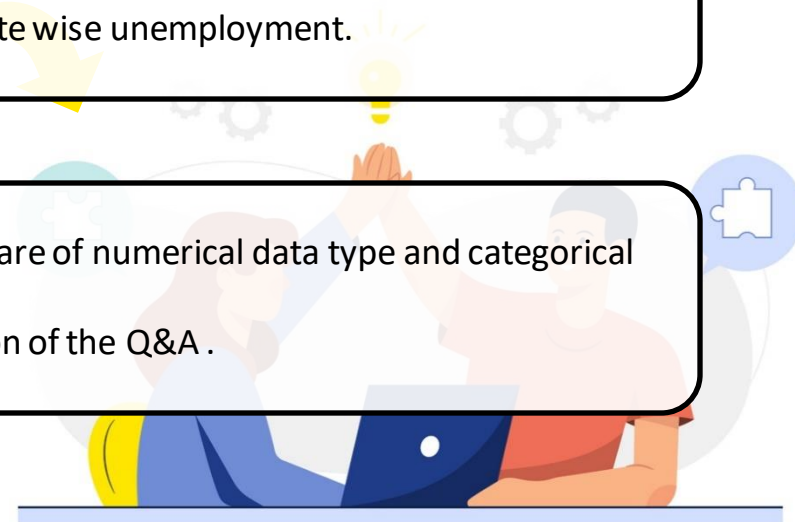 te wise unemployment.
are of numerical data type and categorical
n of the Q&A .